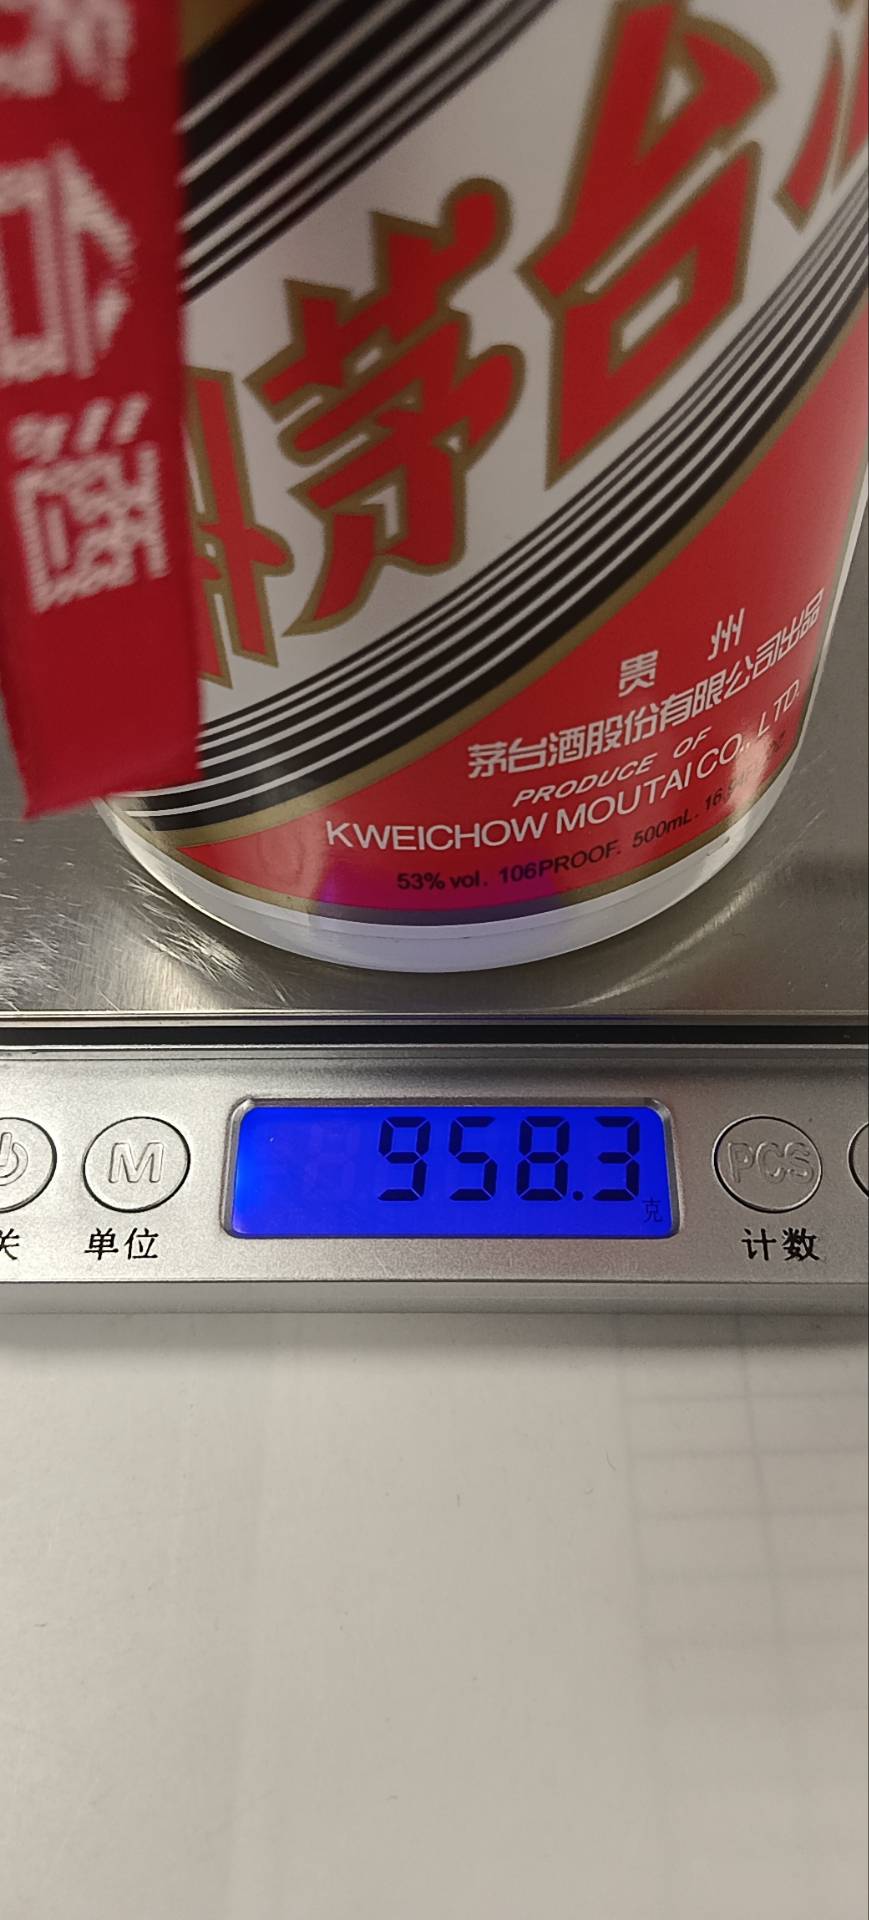 茅台
贵州
茅台酒股份有限公司出品
PRODUCE OF
KWEICHOW MOUTAI CO., LTD.
53% vol. 106PROOF. 500mL.
958.3
克
M
PCS
关
单位
计数